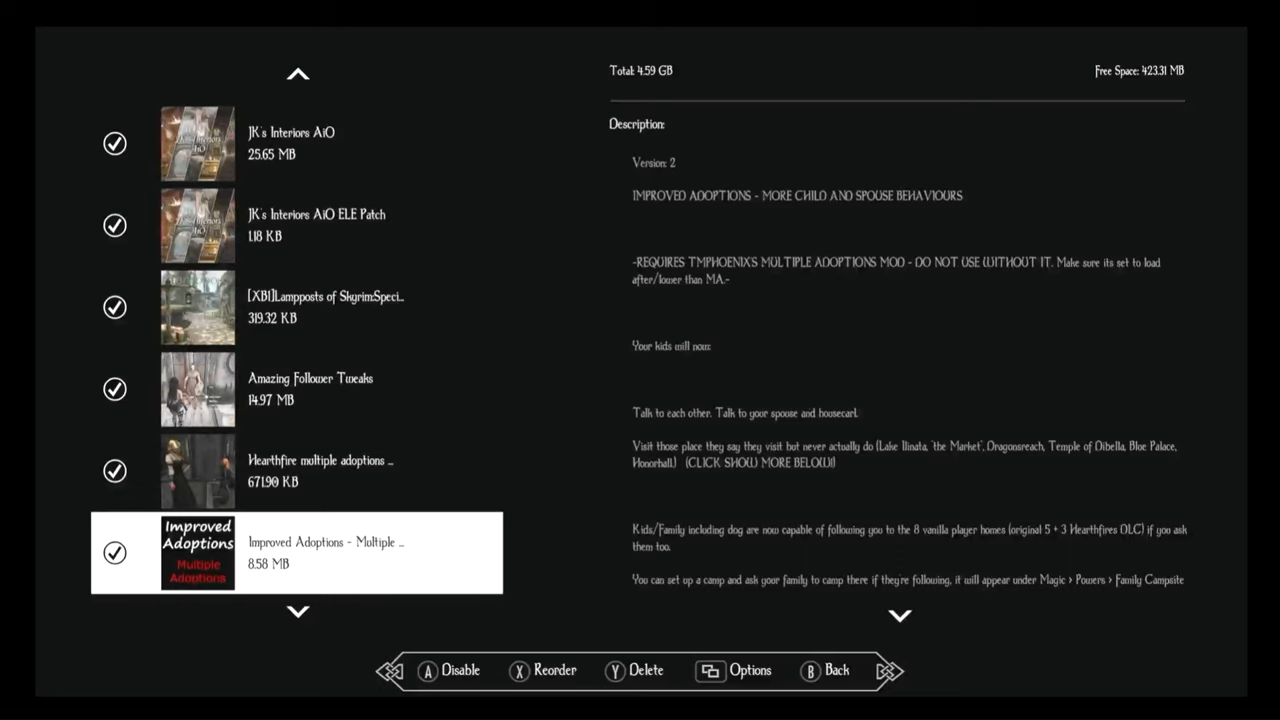 Total: 4.59 GB
Free Space: 423.31 MB
JK's Interiors AiO
25.65 MB
JK's Interiors AiO ELE Patch
1.18 KB
[XB1]Lampposts of Skyrim:Speci...
319.32 KB
Amazing Follower Tweaks
14.97 MB
Hearthfire multiple adoptions ...
671.90 KB
Improved
Adoptions
Multiple
Adoptions
Improved Adoptions - Multiple ...
8.58 MB
Description:
Version: 2
IMPROVED ADOPTIONS - MORE CHILD AND SPOUSE BEHAVIOURS
-REQUIRES TMPHOENIXS MULTIPLE ADOPTIONS MOD - DO NOT USE WITHOUT IT. Make sure its set to load
after/lower than MA.-
Your kids will now:
Talk to each other. Talk to your spouse and housecarl.
Visit those place they say they visit but never actually do (Lake Ilinata, 'the Market', Dragonsreach, Temple of Dibella, Blue Palace,
Honorhall.) (CLICK SHOW MORE BELOW!)
Kids/Family including dog are now capable of following you to the 8 vanilla player homes (original 5 + 3 Hearthfires DLC) if you ask
them too.
You can set up a camp and ask your family to camp there if they're following, it will appear under Magic > Powers > Family Campsite
A Disable X Reorder Y Delete Options B Back